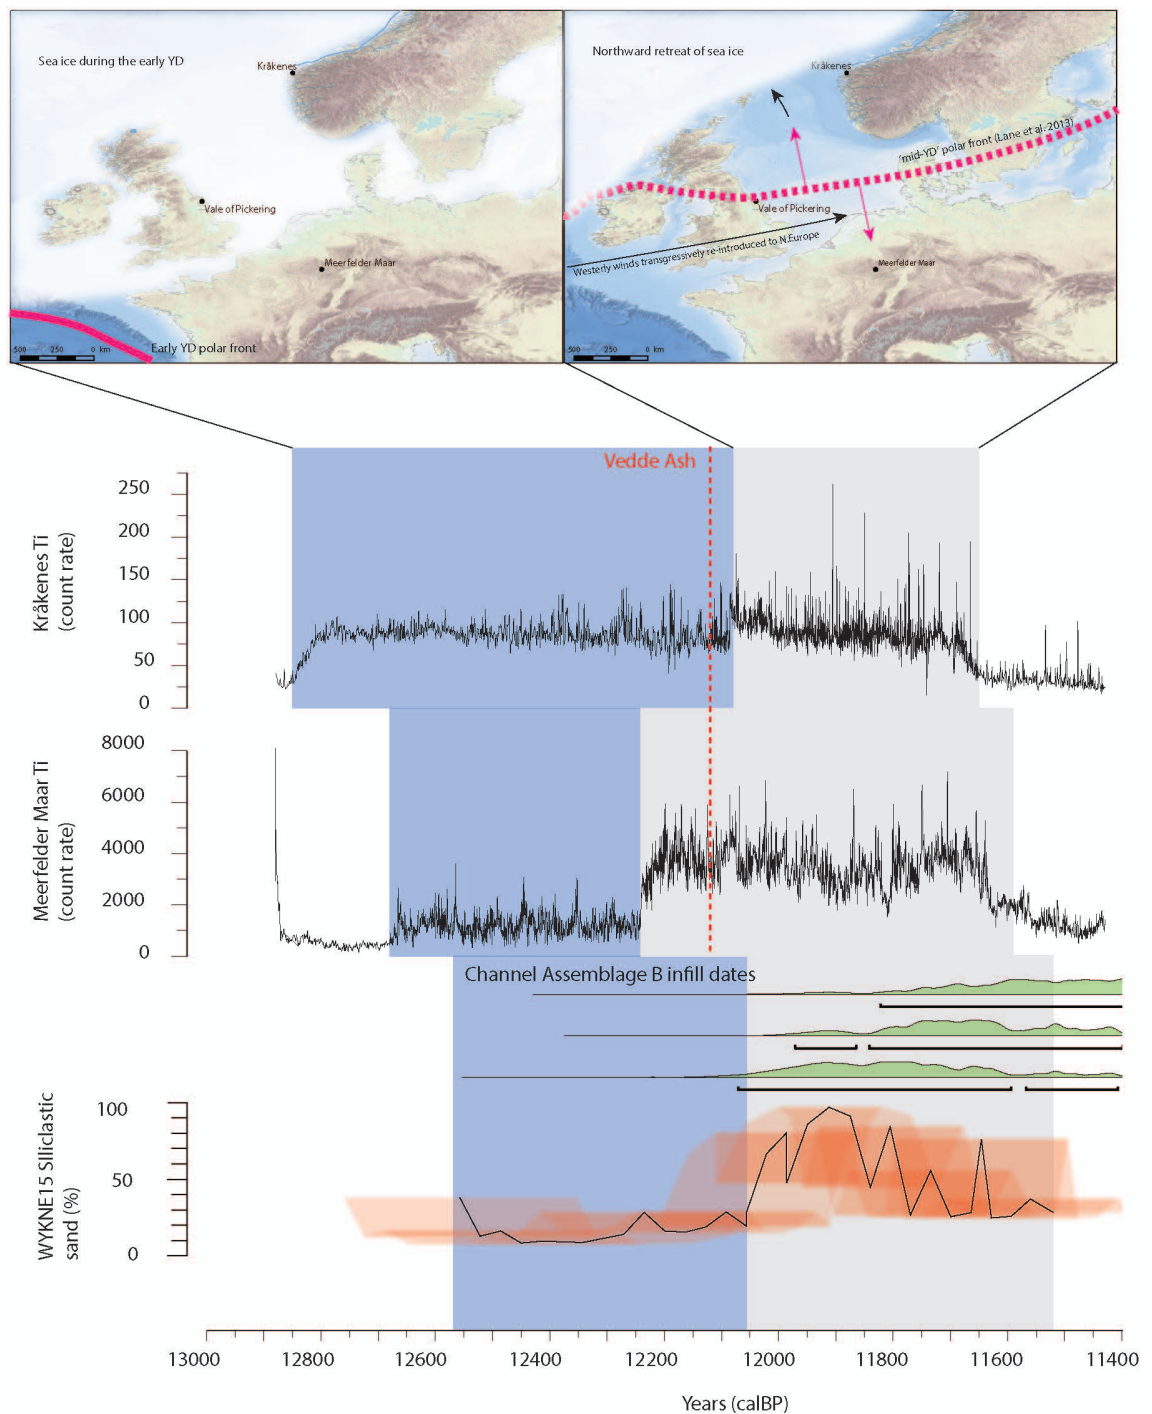 Sea ice during the early YD
Kråkenes
Vale of Pickering
Meerfelder Maar
Early YD polar front
500 250 0 km
Northward retreat of sea ice
Kråkenes
'mid-YD' polar front (Lane et al. 2013)
Vale of Pickering
Westerly winds transgressively re-introduced to N.Europe
Meerfelder Maar
500 250 0 km
Vedde Ash
Kråkenes Ti
(count rate)
250
200
150
100
50
0
Meerfelder Maar Ti
(count rate)
8000
6000
4000
2000
0
Channel Assemblage B infill dates
WYKNE15 SIliclastic
sand (%)
100
50
0
13000 12800 12600 12400 12200 12000 11800 11600 11400
Years (calBP)